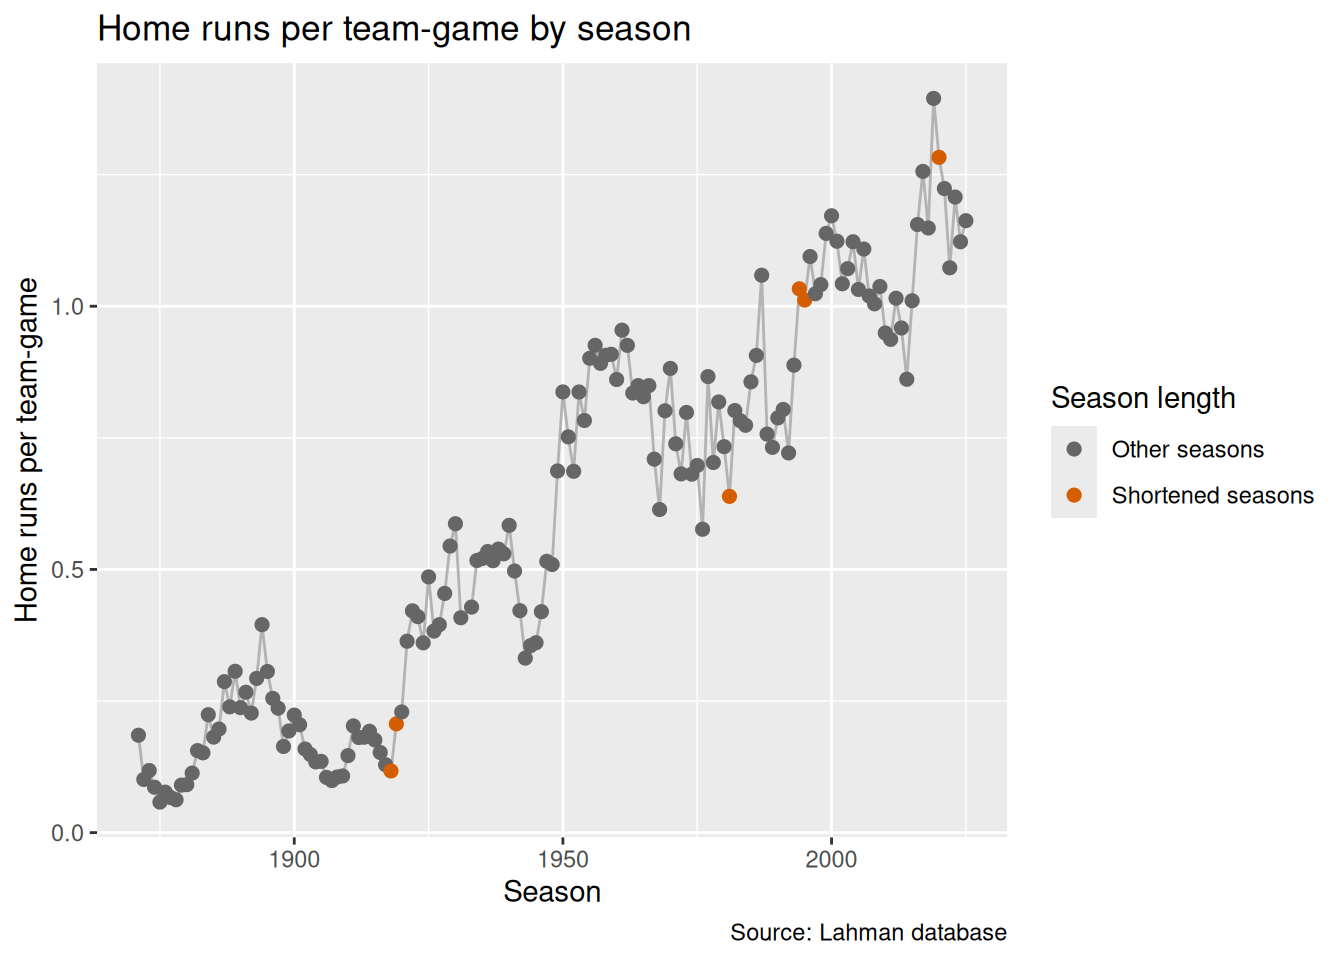 Home runs per team-game by season
Home runs per team-game
1.0
0.5
0.0
1900
1950
2000
Season
Season length
Other seasons
Shortened seasons
Source: Lahman database